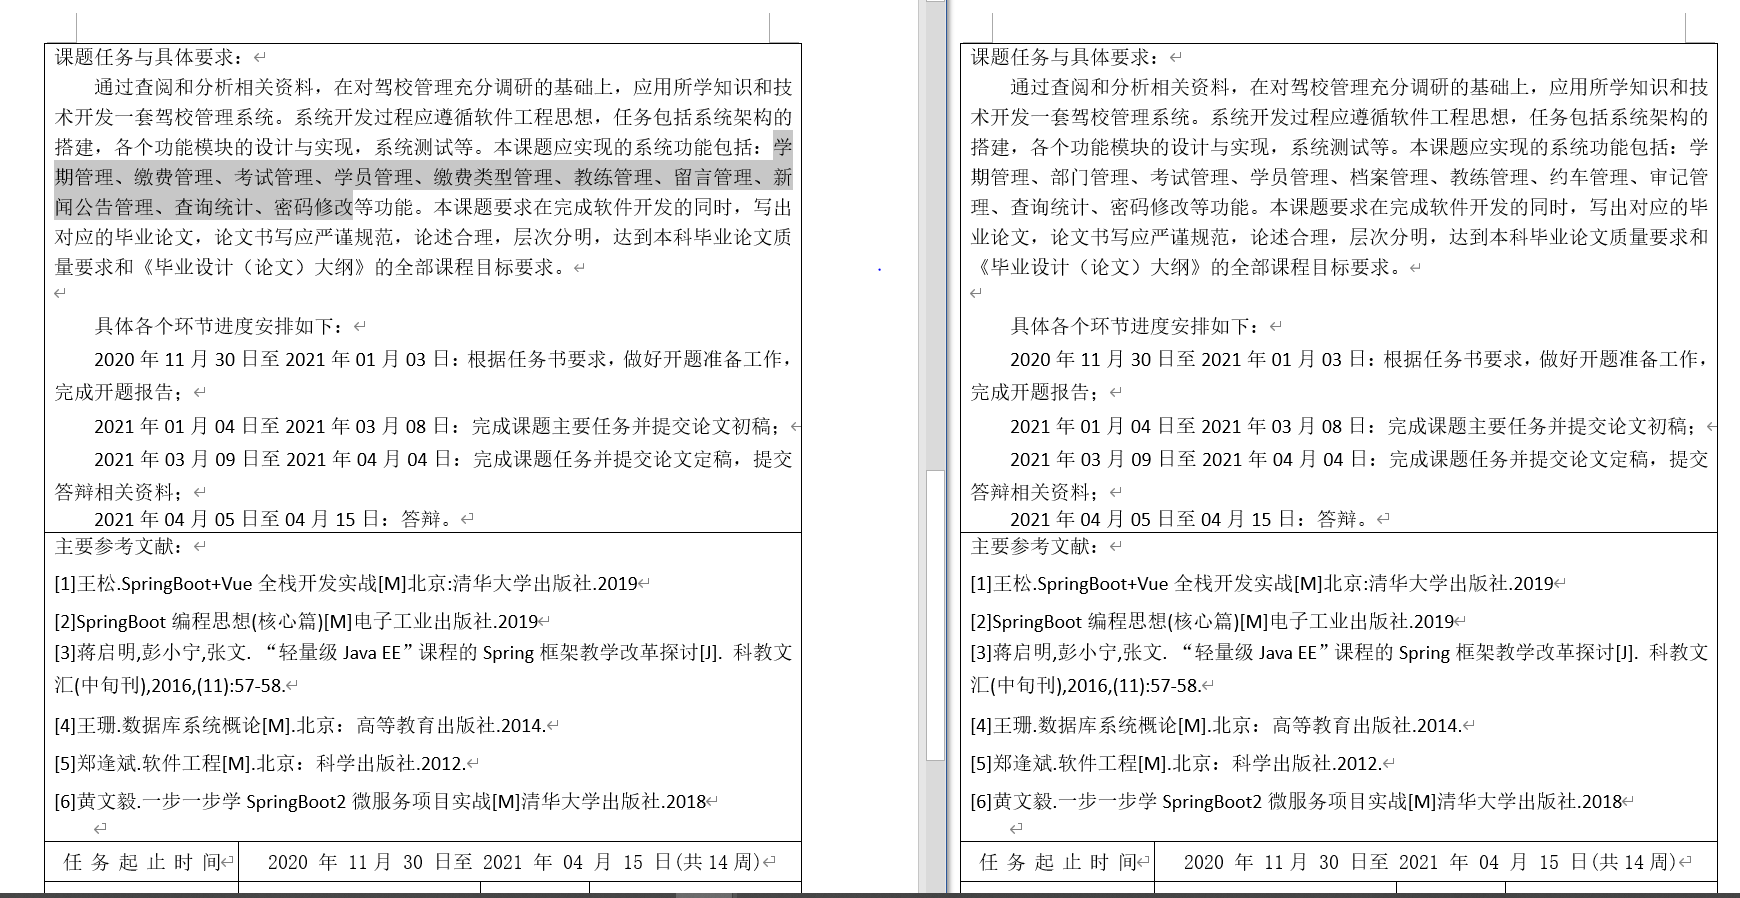 课题任务与具体要求：
通过查阅和分析相关资料，在对驾校管理充分调研的基础上，应用所学知识和技
术开发一套驾校管理系统。系统开发过程应遵循软件工程思想，任务包括系统架构的
搭建，各个功能模块的设计与实现，系统测试等。本课题应实现的系统功能包括：学
期管理、缴费管理、考试管理、学员管理、缴费类型管理、教练管理、留言管理、新
闻公告管理、查询统计、密码修改等功能。本课题要求在完成软件开发的同时，写出
对应的毕业论文，论文书写应严谨规范，论述合理，层次分明，达到本科毕业论文质
量要求和《毕业设计（论文）大纲》的全部课程目标要求。
具体各个环节进度安排如下：
2020 年 11 月 30 日至 2021 年 01 月 03 日：根据任务书要求，做好开题准备工作，
完成开题报告；
2021 年 01 月 04 日至 2021 年 03 月 08 日：完成课题主要任务并提交论文初稿；
2021 年 03 月 09 日至 2021 年 04 月 04 日：完成课题任务并提交论文定稿，提交
答辩相关资料；
2021 年 04 月 05 日至 04 月 15 日：答辩。
主要参考文献：
[1]王松.SpringBoot+Vue 全栈开发实战[M]北京:清华大学出版社.2019
[2]SpringBoot 编程思想(核心篇)[M]电子工业出版社.2019
[3]蒋启明,彭小宁,张文. “轻量级 Java EE”课程的 Spring 框架教学改革探讨[J]. 科教文
汇(中旬刊),2016,(11):57-58.
[4]王珊.数据库系统概论[M].北京：高等教育出版社.2014.
[5]郑逢斌.软件工程[M].北京：科学出版社.2012.
[6]黄文毅.一步一步学 SpringBoot2 微服务项目实战[M]清华大学出版社.2018
任 务 起 止 时 间 2020 年 11月 30 日至 2021 年 04 月 15 日(共14周)
课题任务与具体要求：
通过查阅和分析相关资料，在对驾校管理充分调研的基础上，应用所学知识和技
术开发一套驾校管理系统。系统开发过程应遵循软件工程思想，任务包括系统架构的
搭建，各个功能模块的设计与实现，系统测试等。本课题应实现的系统功能包括：学
期管理、部门管理、考试管理、学员管理、档案管理、教练管理、约车管理、审记管
理、查询统计、密码修改等功能。本课题要求在完成软件开发的同时，写出对应的毕
业论文，论文书写应严谨规范，论述合理，层次分明，达到本科毕业论文质量要求和
《毕业设计（论文）大纲》的全部课程目标要求。
具体各个环节进度安排如下：
2020 年 11 月 30 日至 2021 年 01 月 03 日：根据任务书要求，做好开题准备工作，
完成开题报告；
2021 年 01 月 04 日至 2021 年 03 月 08 日：完成课题主要任务并提交论文初稿；
2021 年 03 月 09 日至 2021 年 04 月 04 日：完成课题任务并提交论文定稿，提交
答辩相关资料；
2021 年 04 月 05 日至 04 月 15 日：答辩。
主要参考文献：
[1]王松.SpringBoot+Vue 全栈开发实战[M]北京:清华大学出版社.2019
[2]SpringBoot 编程思想(核心篇)[M]电子工业出版社.2019
[3]蒋启明,彭小宁,张文. “轻量级 Java EE”课程的 Spring 框架教学改革探讨[J]. 科教文
汇(中旬刊),2016,(11):57-58.
[4]王珊.数据库系统概论[M].北京：高等教育出版社.2014.
[5]郑逢斌.软件工程[M].北京：科学出版社.2012.
[6]黄文毅.一步一步学 SpringBoot2 微服务项目实战[M]清华大学出版社.2018
任 务 起 止 时 间 2020 年 11月 30 日至 2021 年 04 月 15 日(共14周)